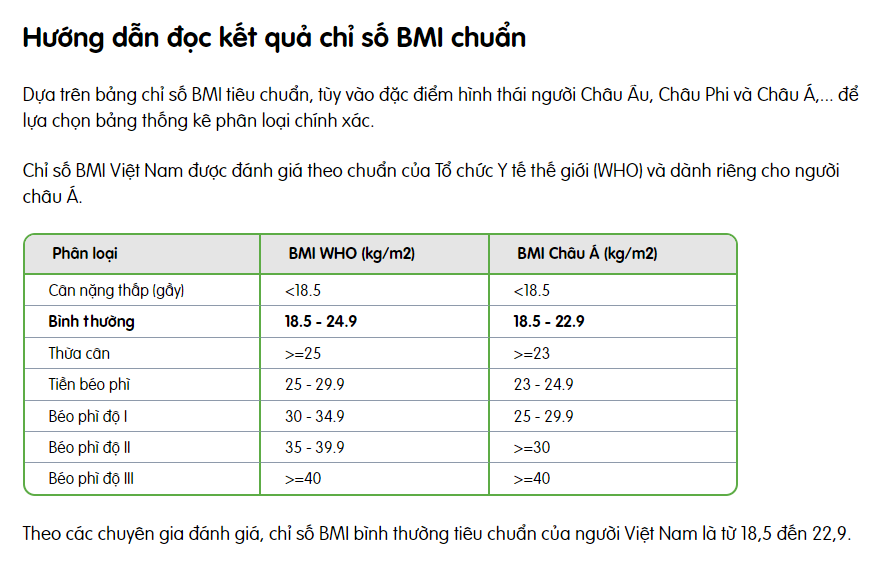 Hướng dẫn đọc kết quả chỉ số BMI chuẩn
Dựa trên bảng chỉ số BMI tiêu chuẩn, tùy vào đặc điểm hình thái người Châu Âu, Châu Phi và Châu Á,... để
lựa chọn bảng thống kê phân loại chính xác.
Chỉ số BMI Việt Nam được đánh giá theo chuẩn của Tổ chức Y tế thế giới (WHO) và dành riêng cho người
châu Á.
Phân loại BMI WHO (kg/m2) BMI Châu Á (kg/m2)
Cân nặng thấp (gầy) <18.5 <18.5
Bình thường 18.5 - 24.9 18.5 - 22.9
Thừa cân >=25 >=23
Tiền béo phì 25 - 29.9 23 - 24.9
Béo phì độ I 30 - 34.9 25 - 29.9
Béo phì độ II 35 - 39.9 >=30
Béo phì độ III >=40 >=40
Theo các chuyên gia đánh giá, chỉ số BMI bình thường tiêu chuẩn của người Việt Nam là từ 18,5 đến 22,9.